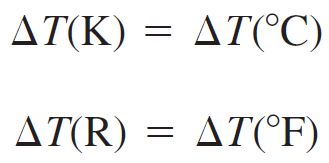 ΔT(K) = ΔT(°C)
ΔT(R) = ΔT(°F)